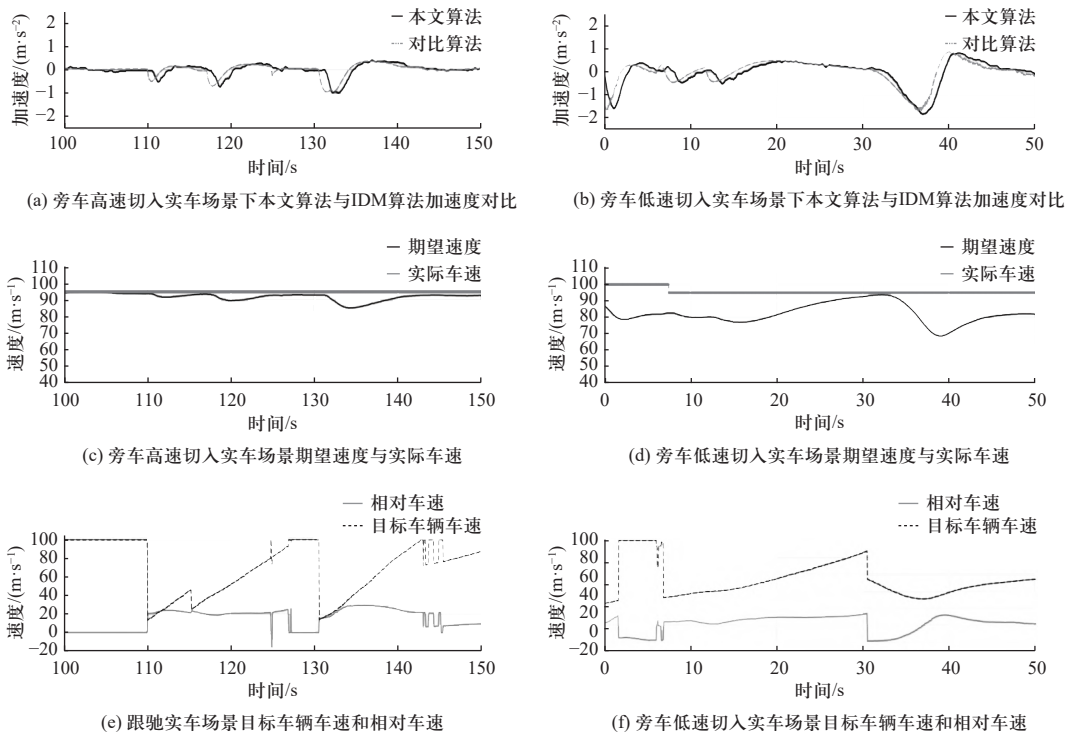 本文算法
对比算法
加速度/(m·s⁻²)
2
1
0
−1
−2
100 110 120 130 140 150
时间/s
(a) 旁车高速切入实车场景下本文算法与IDM算法加速度对比
本文算法
对比算法
加速度/(m·s⁻²)
2
1
0
−1
−2
0 10 20 30 40 50
时间/s
(b) 旁车低速切入实车场景下本文算法与IDM算法加速度对比
期望速度
实际车速
速度/(m·s⁻¹)
110
100
90
80
70
60
50
40
100 110 120 130 140 150
时间/s
(c) 旁车高速切入实车场景期望速度与实际车速
期望速度
实际车速
速度/(m·s⁻¹)
110
100
90
80
70
60
50
40
0 10 20 30 40 50
时间/s
(d) 旁车低速切入实车场景期望速度与实际车速
相对车速
目标车辆车速
速度/(m·s⁻¹)
100
80
60
40
20
0
−20
100 110 120 130 140 150
时间/s
(e) 跟驰实车场景目标车辆车速和相对车速
相对车速
目标车辆车速
速度/(m·s⁻¹)
100
80
60
40
20
0
20
0 10 20 30 40 50
时间/s
(f) 旁车低速切入实车场景目标车辆车速和相对车速